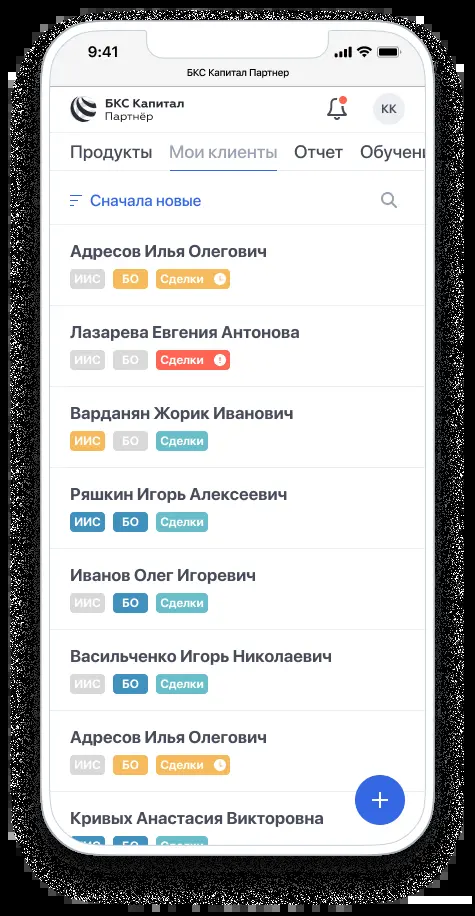 9:41
БКС Капитал Партнер
БКС Капитал
Партнёр
КК
Продукты Мои клиенты Отчет Обучени
Сначала новые
Адресов Илья Олегович
ИИС БО Сделки
Лазарева Евгения Антонова
ИИС БО Сделки
Варданян Жорик Иванович
ИИС БО Сделки
Ряшкин Игорь Алексеевич
ИИС БО Сделки
Иванов Олег Игоревич
ИИС БО Сделки
Васильченко Игорь Николаевич
ИИС БО Сделки
Адресов Илья Олегович
ИИС БО Сделки
Кривых Анастасия Викторовна
ИИС БО Сделки